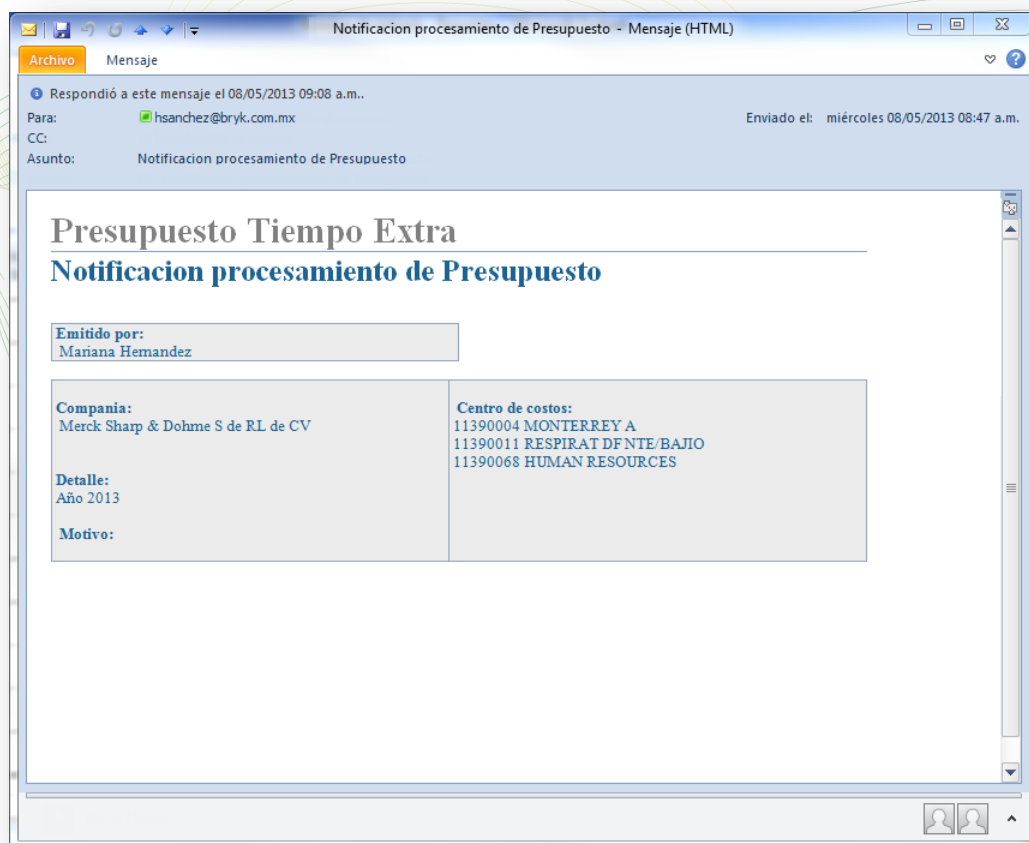 Notificacion procesamiento de Presupuesto - Mensaje (HTML)
Archivo Mensaje
Respondió a este mensaje el 08/05/2013 09:08 a.m..
Para: hsanchez@bryk.com.mx Enviado el: miércoles 08/05/2013 08:47 a.m.
CC:
Asunto: Notificacion procesamiento de Presupuesto
Presupuesto Tiempo Extra
Notificacion procesamiento de Presupuesto
Emitido por:
Mariana Hernandez
Compania:
Merck Sharp & Dohme S de RL de CV
Detalle:
Año 2013
Motivo:
Centro de costos:
11390004 MONTERREY A
11390011 RESPIRAT DF NTE/BAJIO
11390068 HUMAN RESOURCES